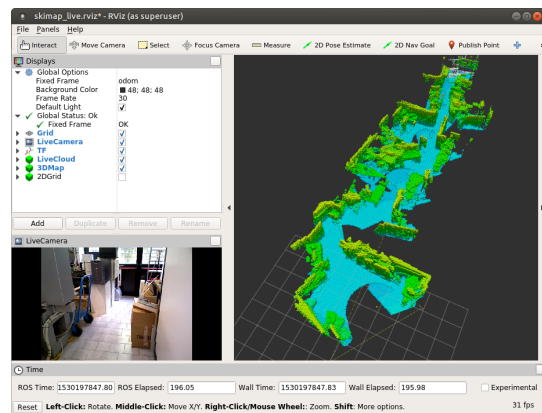 skimap_live.rviz* - RViz (as superuser)
File Panels Help
Interact Move Camera Select Focus Camera Measure 2D Pose Estimate 2D Nav Goal Publish Point
Displays
Global Options
Fixed Frame odom
Background Color 48; 48; 48
Frame Rate 30
Default Light
Global Status: Ok
Fixed Frame OK
Grid
LiveCamera
TF
LiveCloud
3DMap
2DGrid
Add Duplicate Remove Rename
LiveCamera
Time
ROS Time: 1530197847.80 ROS Elapsed: 196.05 Wall Time: 1530197847.83 Wall Elapsed: 195.98 Experimental
Reset Left-Click: Rotate. Middle-Click: Move X/Y. Right-Click/Mouse Wheel:: Zoom. Shift: More options. 31 fps